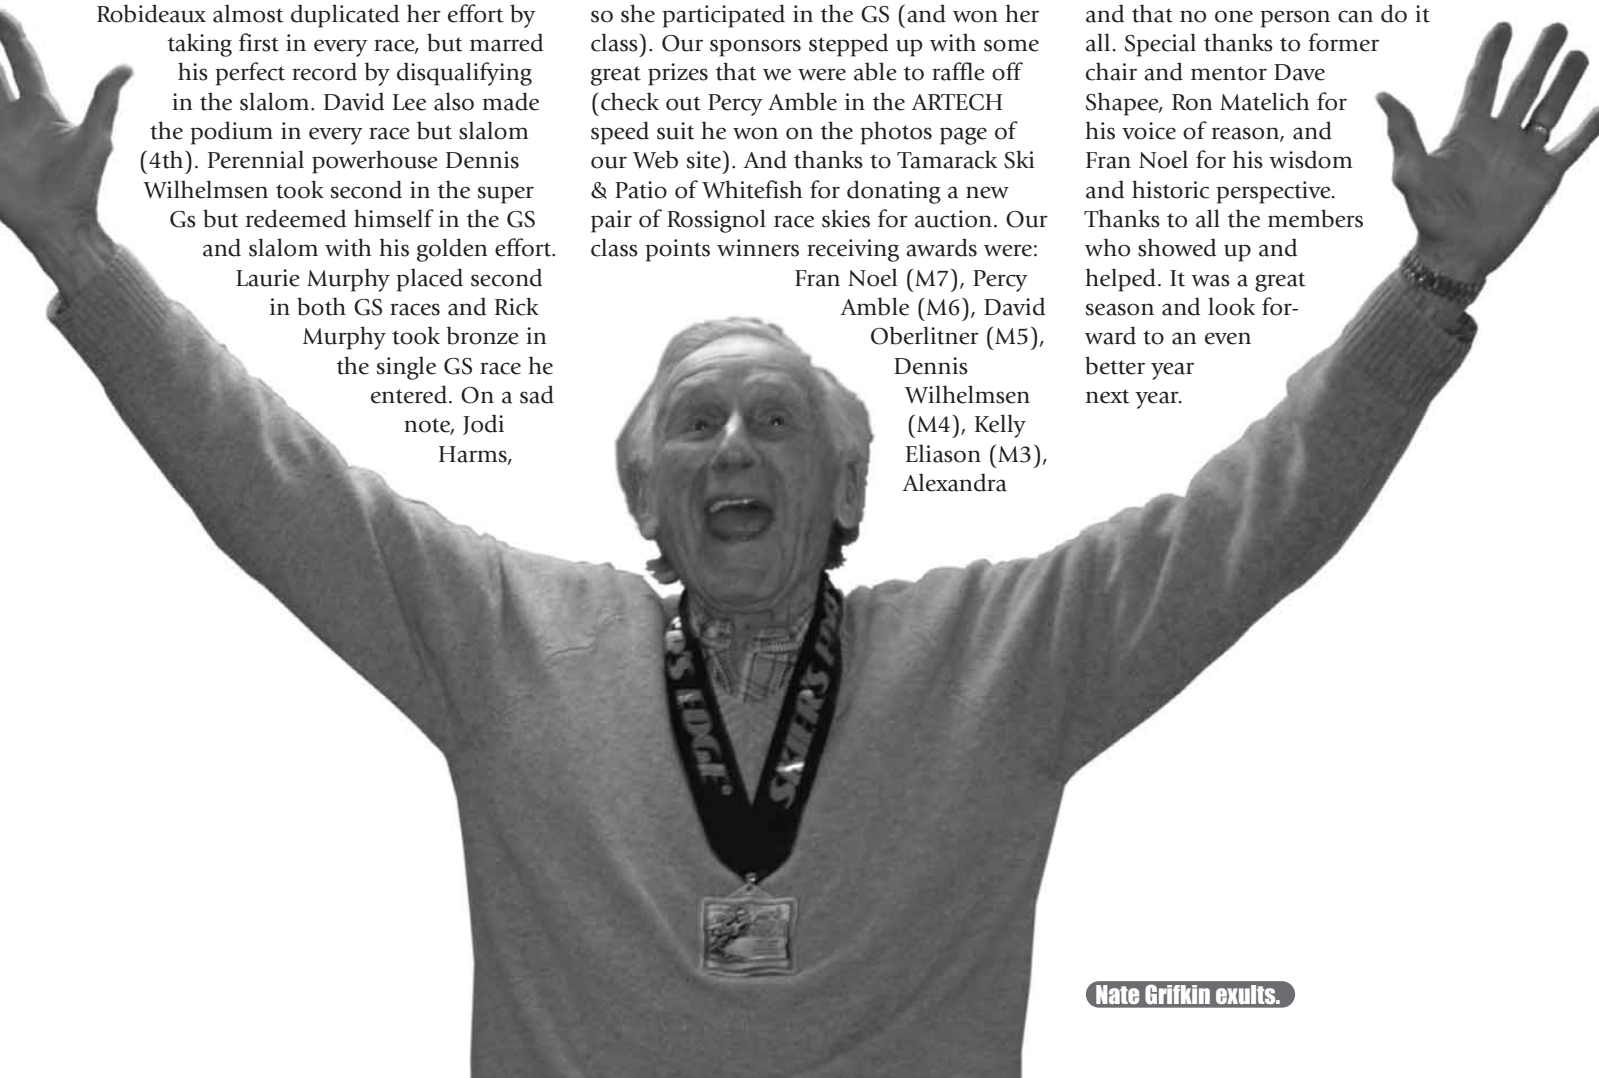 Robideaux almost duplicated her effort by
taking first in every race, but marred
his perfect record by disqualifying
in the slalom. David Lee also made
the podium in every race but slalom
(4th). Perennial powerhouse Dennis
Wilhelmsen took second in the super
Gs but redeemed himself in the GS
and slalom with his golden effort.
Laurie Murphy placed second
in both GS races and Rick
Murphy took bronze in
the single GS race he
entered. On a sad
note, Jodi
Harms,
so she participated in the GS (and won her
class). Our sponsors stepped up with some
great prizes that we were able to raffle off
(check out Percy Amble in the ARTECH
speed suit he won on the photos page of
our Web site). And thanks to Tamarack Ski
& Patio of Whitefish for donating a new
pair of Rossignol race skies for auction. Our
class points winners receiving awards were:
Fran Noel (M7), Percy
Amble (M6), David
Oberlitner (M5),
Dennis
Wilhelmsen
(M4), Kelly
Eliason (M3),
Alexandra
and that no one person can do it
all. Special thanks to former
chair and mentor Dave
Shapee, Ron Matelich for
his voice of reason, and
Fran Noel for his wisdom
and historic perspective.
Thanks to all the members
who showed up and
helped. It was a great
season and look for-
ward to an even
better year
next year.
'S EDGE®
SKIER'S EDG
Nate Grifkin exults.